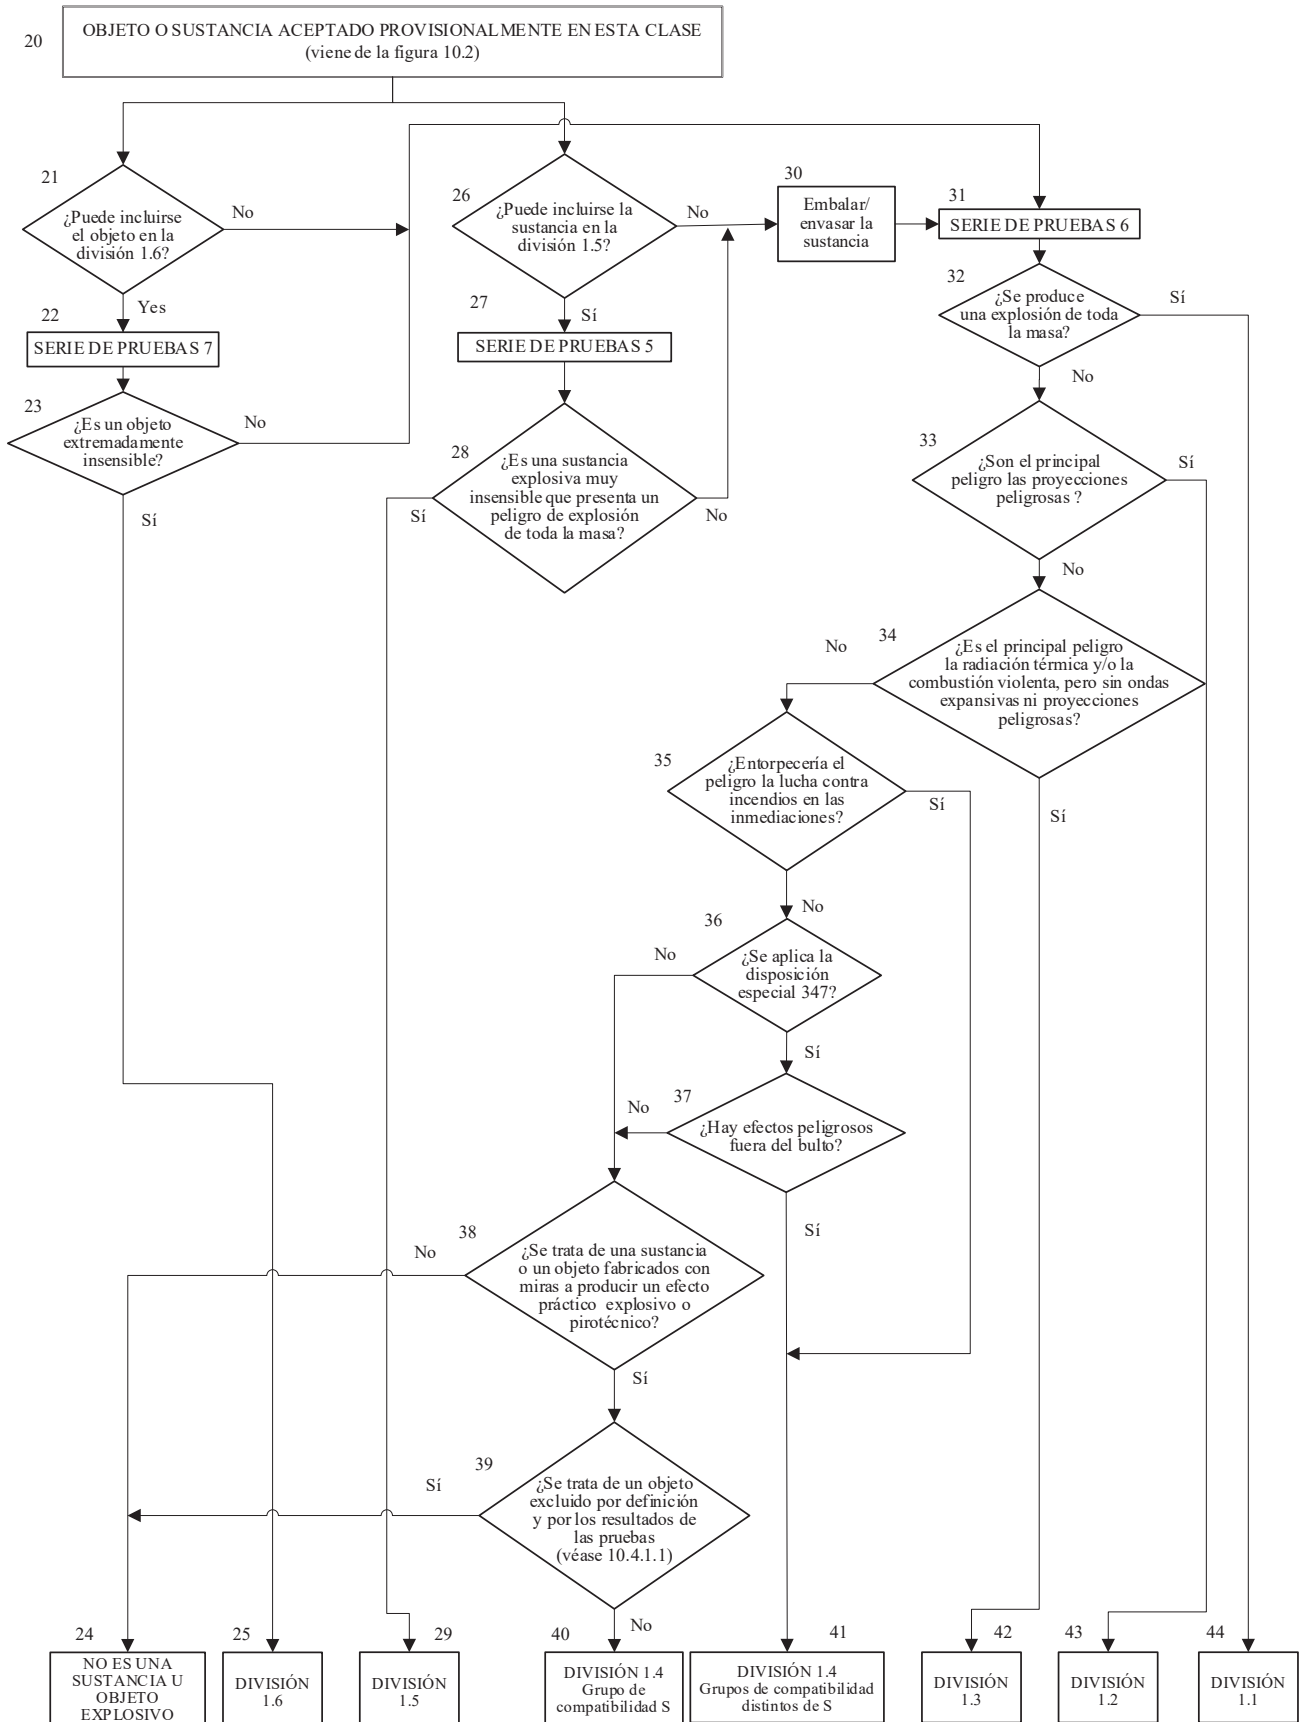 20
OBJETO O SUSTANCIA ACEPTADO PROVISIONALMENTE EN ESTA CLASE
(viene de la figura 10.2)
21
¿Puede incluirse
el objeto en la
división 1.6?
No
Yes
22
SERIE DE PRUEBAS 7
23
¿Es un objeto
extremadamente
insensible?
No
Sí
26
¿Puede incluirse la
sustancia en la
división 1.5?
No
Sí
27
SERIE DE PRUEBAS 5
28
¿Es una sustancia
explosiva muy
insensible que presenta un
peligro de explosión
de toda la masa?
Sí
No
30
Embalar/
envasar la
sustancia
31
SERIE DE PRUEBAS 6
32
¿Se produce
una explosión de toda
la masa?
Sí
No
33
¿Son el principal
peligro las proyecciones
peligrosas ?
Sí
No
34
¿Es el principal peligro
la radiación térmica y/o la
combustión violenta, pero sin ondas
expansivas ni proyecciones
peligrosas?
No
Sí
35
¿Entorpecería el
peligro la lucha contra
incendios en las
inmediaciones?
Sí
No
36
¿Se aplica la
disposición
especial 347?
No
Sí
37
¿Hay efectos peligrosos
fuera del bulto?
No
Sí
38
¿Se trata de una sustancia
o un objeto fabricados con
miras a producir un efecto
práctico explosivo o
pirotécnico?
No
Sí
39
¿Se trata de un objeto
excluido por definición
y por los resultados de
las pruebas
(véase 10.4.1.1)
Sí
No
24
NO ES UNA
SUSTANCIA U
OBJETO
EXPLOSIVO
25
DIVISIÓN
1.6
29
DIVISIÓN
1.5
40
DIVISIÓN 1.4
Grupo de
compatibilidad S
41
DIVISIÓN 1.4
Grupos de compatibilidad
distintos de S
42
DIVISIÓN
1.3
43
DIVISIÓN
1.2
44
DIVISIÓN
1.1